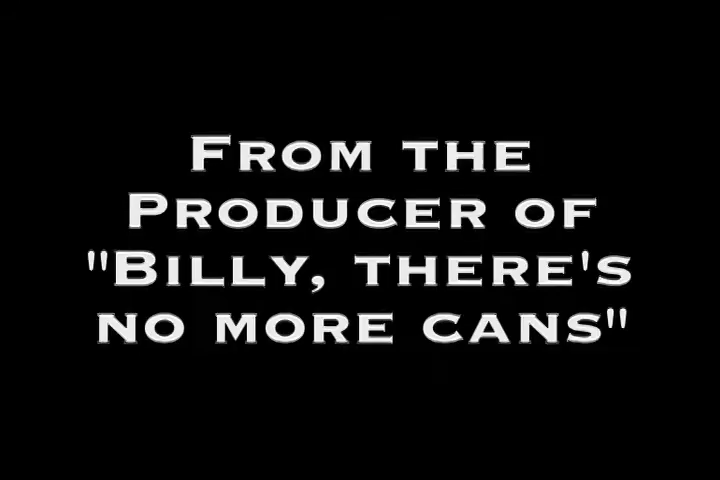 From the
Producer of
"Billy, there's
no more cans"